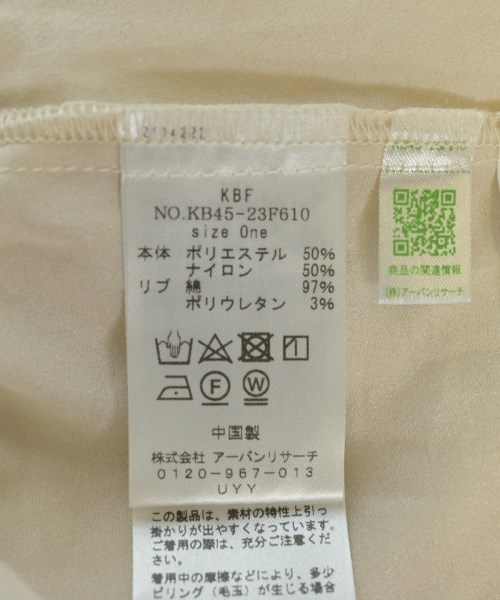 KBF
NO.KB45-23F610
size One
本体 ポリエステル 50%
ナイロン 50%
リブ 綿 97%
ポリウレタン 3%
F W
中国製
株式会社 アーバンリサーチ
0120-967-013
UYY
この製品は、素材の特性上引っ
掛かりが出やすくなっています。
ご着用の際は、充分ご注意くださ
い。
着用中の摩擦などにより、多少
ピリング（毛玉）が生じる場合
商品の関連情報
(株)アーバンリサーチ